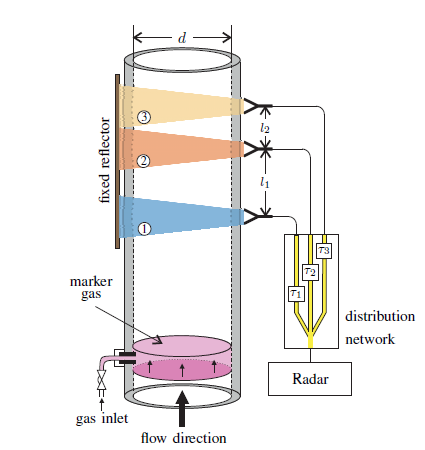 d
fixed reflector
③
l2
②
l1
①
τ3
τ2
τ1
marker
gas
distribution
network
Radar
gas inlet
flow direction